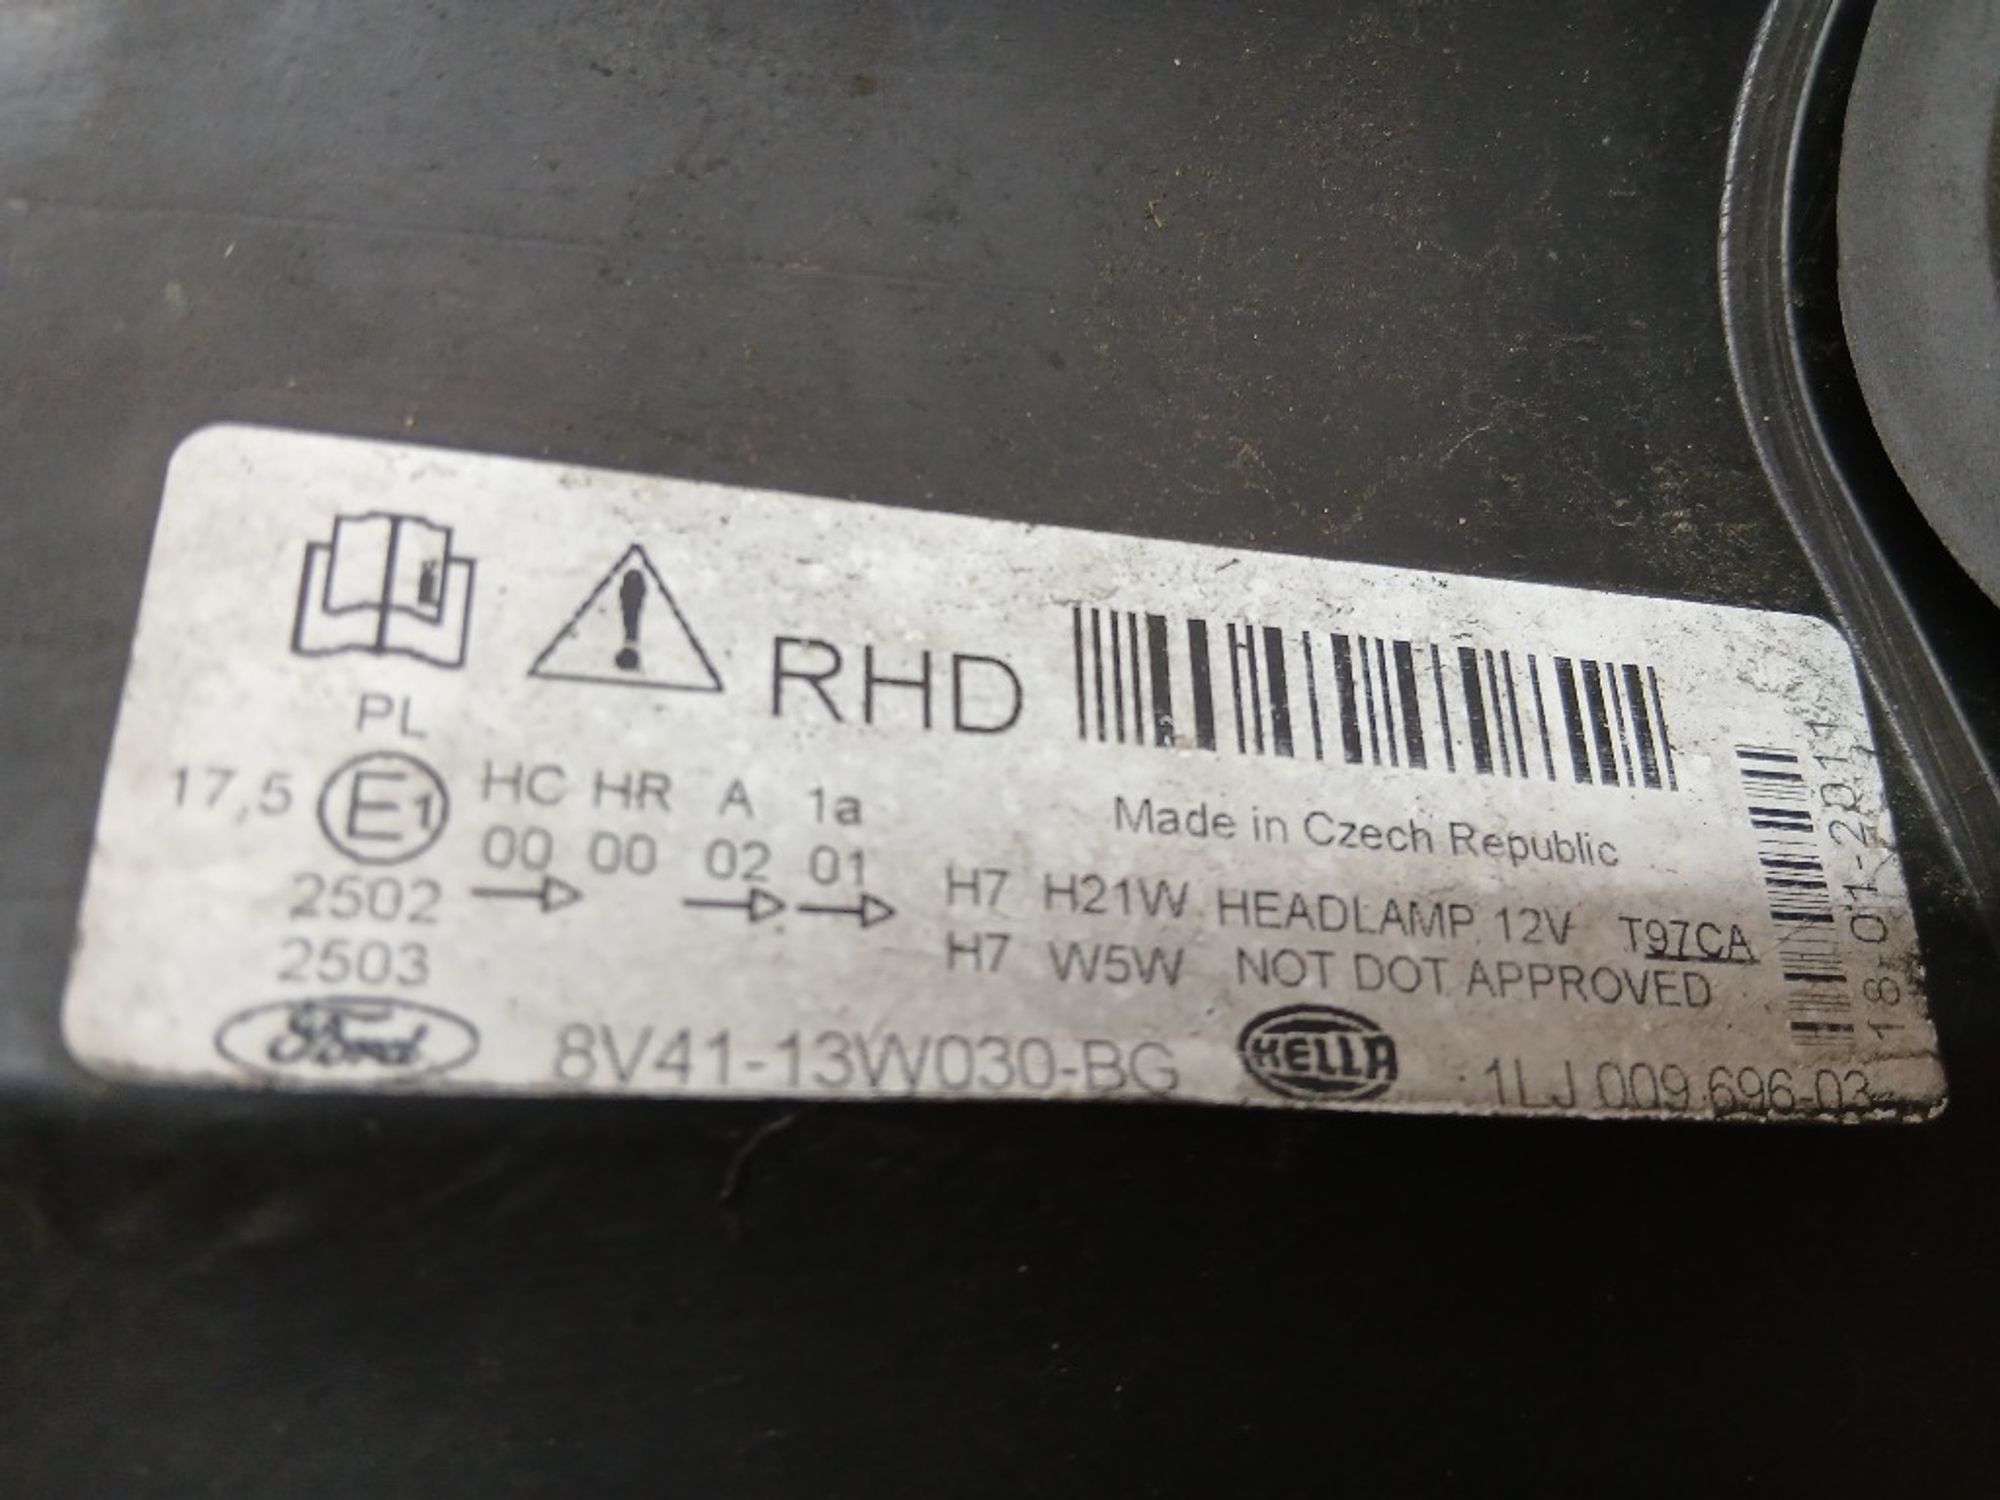 RHD
PL
17,5 E1 HC HR A 1a
00 00 02 01
Made in Czech Republic
2502
2503
H7 H21W HEADLAMP 12V T97CA
H7 W5W NOT DOT APPROVED
Ford 8V41-13W030-BG HELLA 1LJ 009 696-03
18-01-2011